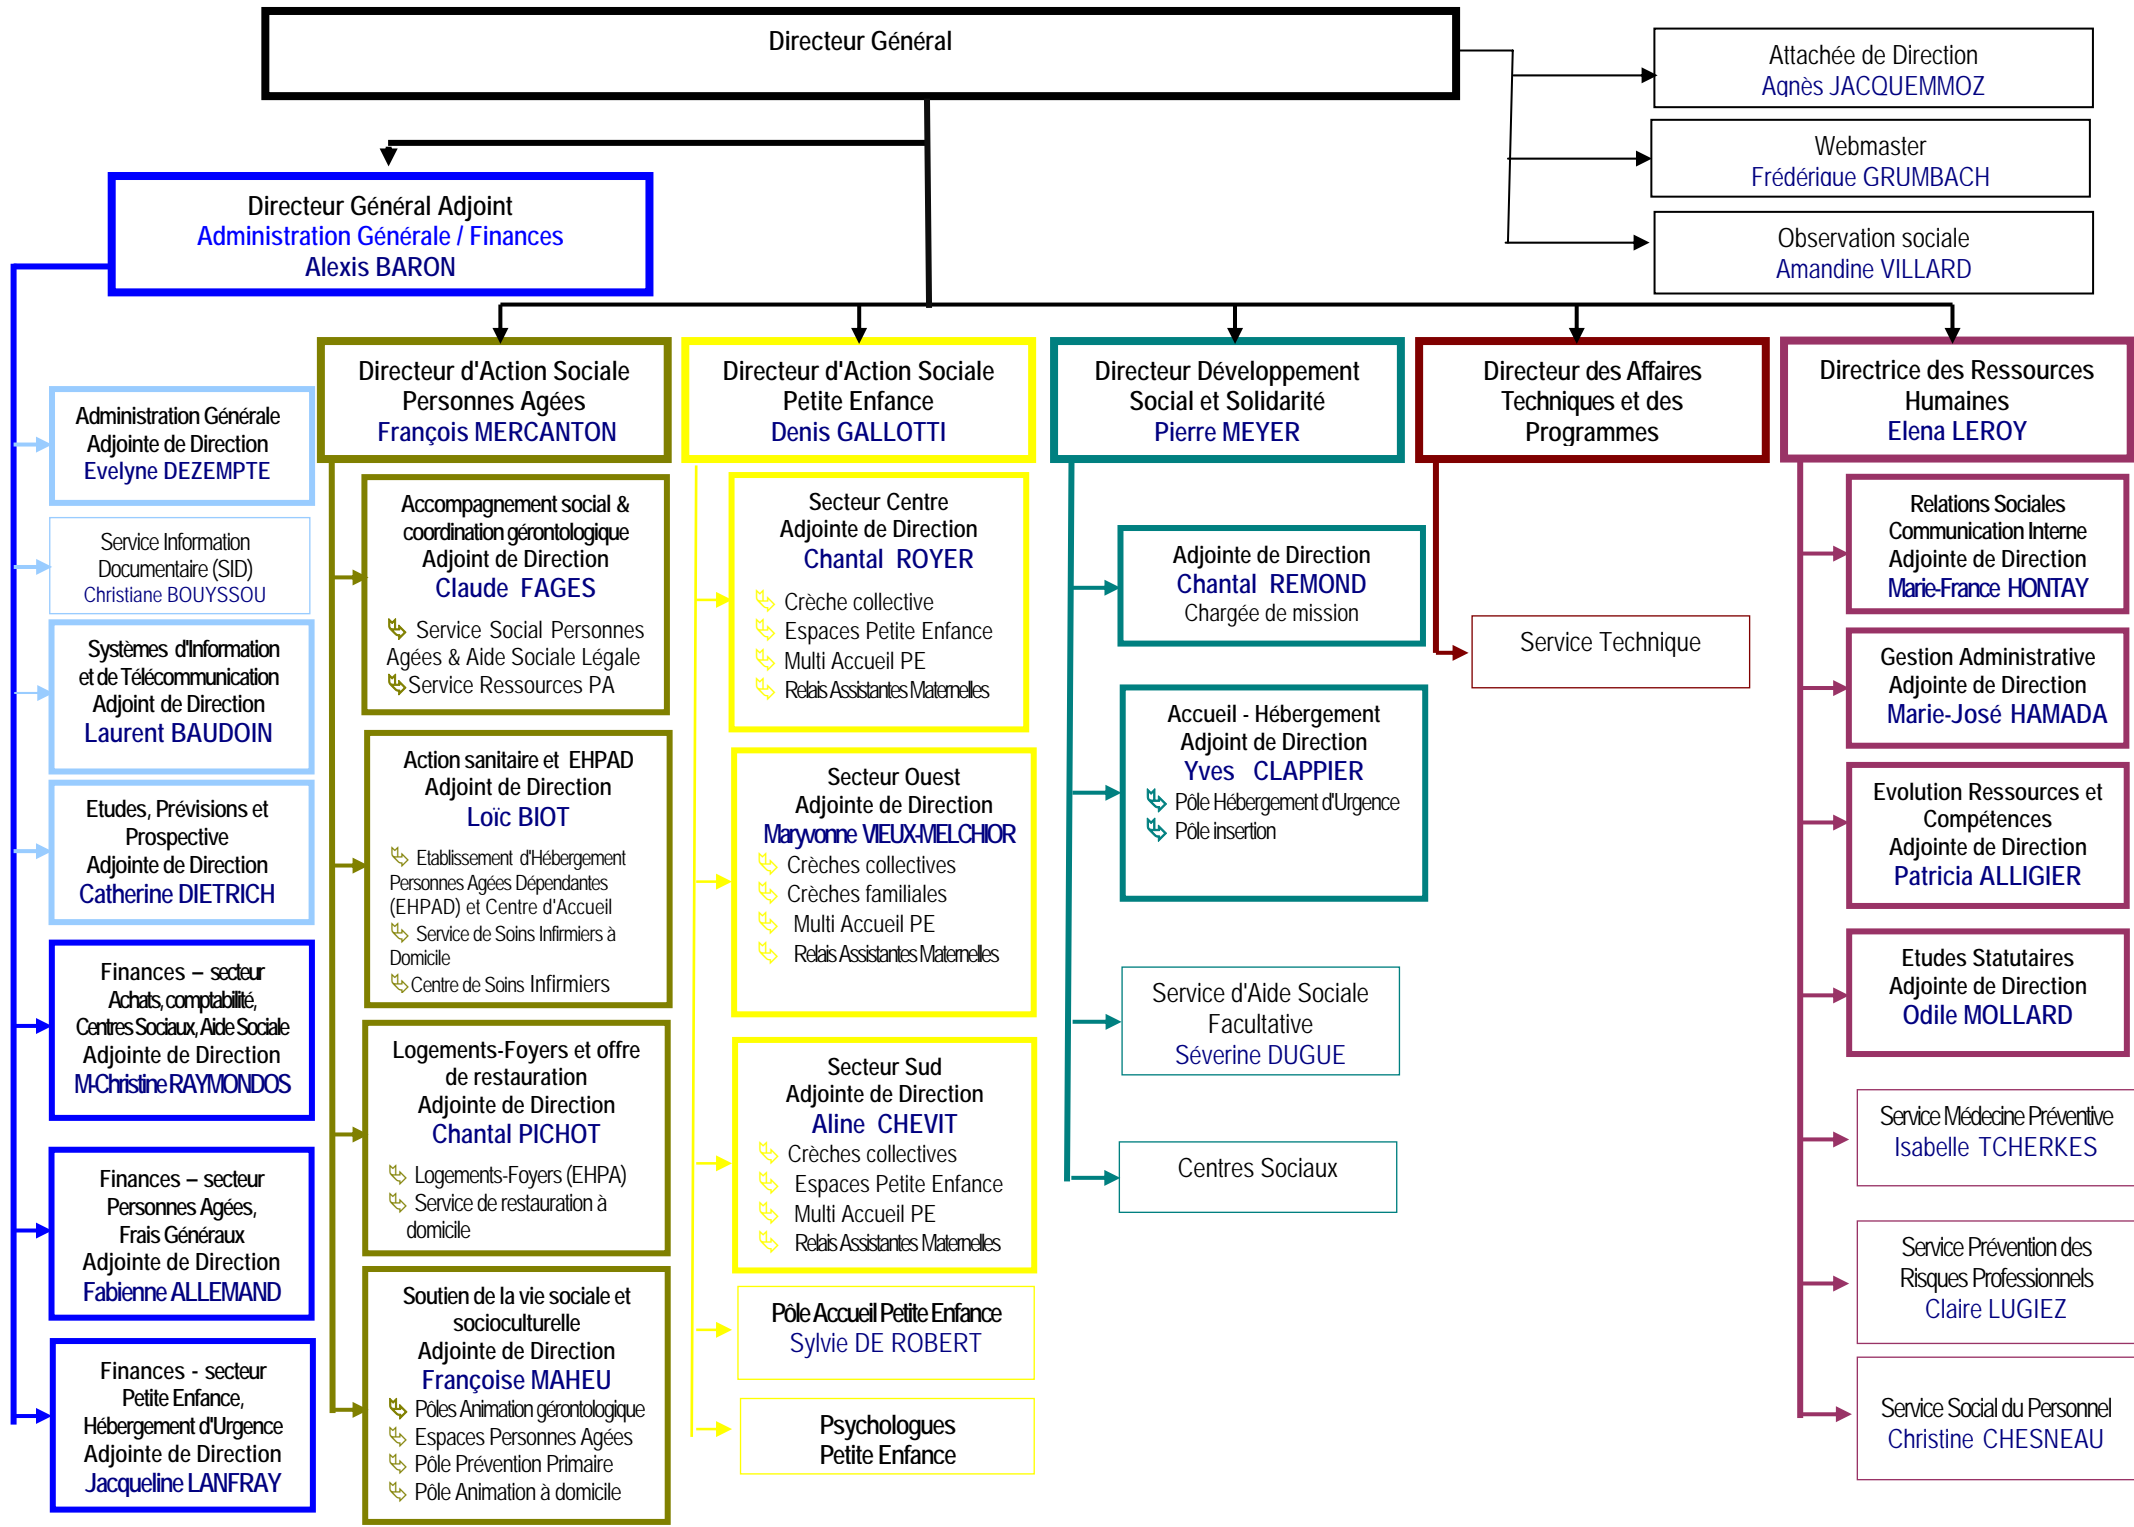 Directeur Général
Attachée de Direction
Agnès JACQUEMMOZ
Webmaster
Frédérique GRUMBACH
Observation sociale
Amandine VILLARD
Directeur Général Adjoint
Administration Générale / Finances
Alexis BARON
Administration Générale
Adjointe de Direction
Evelyne DEZEMPTE
Service Information
Documentaire (SID)
Christiane BOUYSSOU
Systèmes d'Information
et de Télécommunication
Adjoint de Direction
Laurent BAUDOIN
Etudes, Prévisions et
Prospective
Adjointe de Direction
Catherine DIETRICH
Finances – secteur
Achats, comptabilité,
Centres Sociaux, Aide Sociale
Adjointe de Direction
M-Christine RAYMONDOS
Finances – secteur
Personnes Agées,
Frais Généraux
Adjointe de Direction
Fabienne ALLEMAND
Finances - secteur
Petite Enfance,
Hébergement d'Urgence
Adjointe de Direction
Jacqueline LANFRAY
Directeur d'Action Sociale
Personnes Agées
François MERCANTON
Accompagnement social &
coordination gérontologique
Adjoint de Direction
Claude FAGES
Service Social Personnes
Agées & Aide Sociale Légale
Service Ressources PA
Action sanitaire et EHPAD
Adjoint de Direction
Loïc BIOT
Etablissement d'Hébergement
Personnes Agées Dépendantes
(EHPAD) et Centre d'Accueil
Service de Soins Infirmiers à
Domicile
Centre de Soins Infirmiers
Logements-Foyers et offre
de restauration
Adjointe de Direction
Chantal PICHOT
Logements-Foyers (EHPA)
Service de restauration à
domicile
Soutien de la vie sociale et
socioculturelle
Adjointe de Direction
Françoise MAHEU
Pôles Animation gérontologique
Espaces Personnes Agées
Pôle Prévention Primaire
Pôle Animation à domicile
Directeur d'Action Sociale
Petite Enfance
Denis GALLOTTI
Secteur Centre
Adjointe de Direction
Chantal ROYER
Crèche collective
Espaces Petite Enfance
Multi Accueil PE
Relais Assistantes Maternelles
Secteur Ouest
Adjointe de Direction
Maryvonne VIEUX-MELCHIOR
Crèches collectives
Crèches familiales
Multi Accueil PE
Relais Assistantes Maternelles
Secteur Sud
Adjointe de Direction
Aline CHEVIT
Crèches collectives
Espaces Petite Enfance
Multi Accueil PE
Relais Assistantes Maternelles
Pôle Accueil Petite Enfance
Sylvie DE ROBERT
Psychologues
Petite Enfance
Directeur Développement
Social et Solidarité
Pierre MEYER
Adjointe de Direction
Chantal REMOND
Chargée de mission
Accueil - Hébergement
Adjoint de Direction
Yves CLAPPIER
Pôle Hébergement d'Urgence
Pôle insertion
Service d'Aide Sociale
Facultative
Séverine DUGUE
Centres Sociaux
Directeur des Affaires
Techniques et des
Programmes
Service Technique
Directrice des Ressources
Humaines
Elena LEROY
Relations Sociales
Communication Interne
Adjointe de Direction
Marie-France HONTAY
Gestion Administrative
Adjointe de Direction
Marie-José HAMADA
Evolution Ressources et
Compétences
Adjointe de Direction
Patricia ALLIGIER
Etudes Statutaires
Adjointe de Direction
Odile MOLLARD
Service Médecine Préventive
Isabelle TCHERKES
Service Prévention des
Risques Professionnels
Claire LUGIEZ
Service Social du Personnel
Christine CHESNEAU